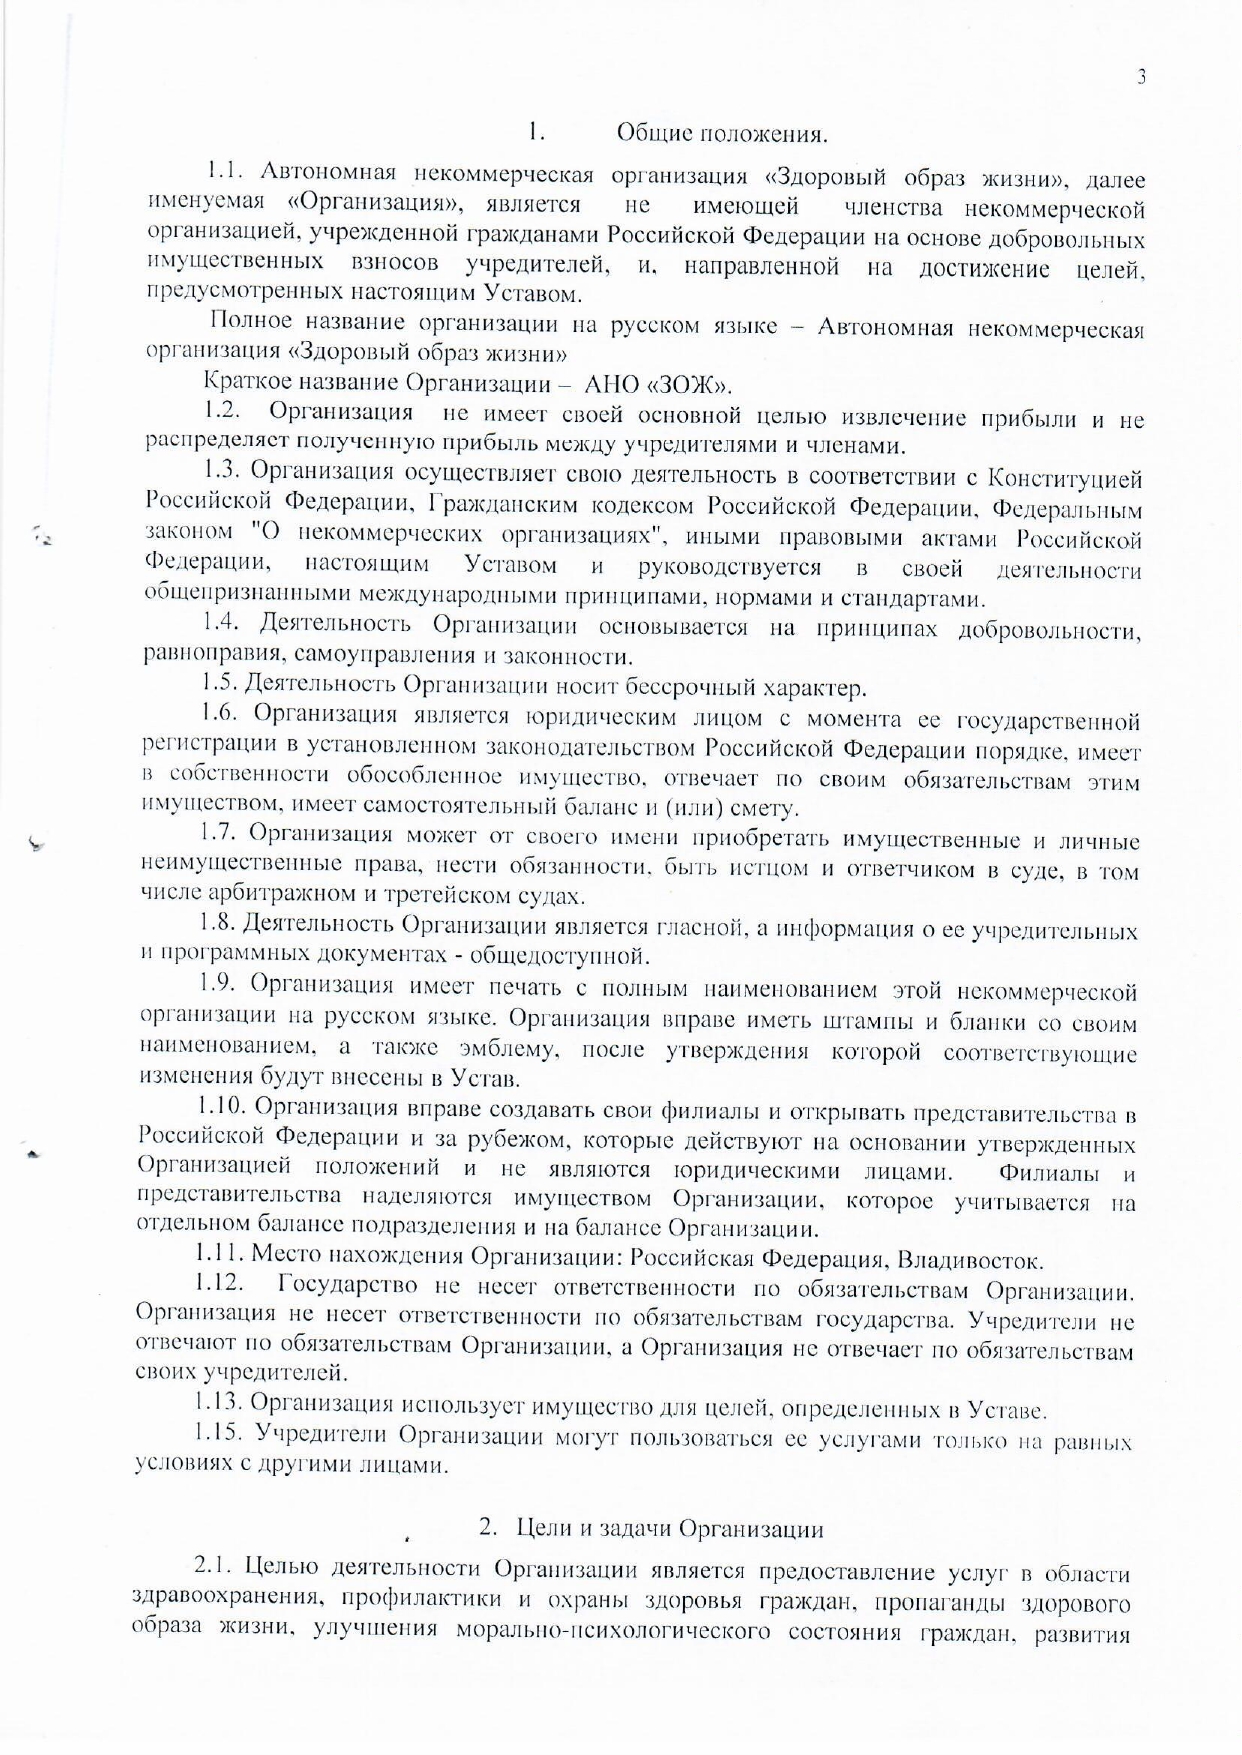 3
1. Общие положения.
1.1. Автономная некоммерческая организация «Здоровый образ жизни», далее
именуемая «Организация», является не имеющей членства некоммерческой
организацией, учрежденной гражданами Российской Федерации на основе добровольных
имущественных взносов учредителей, и, направленной на достижение целей,
предусмотренных настоящим Уставом.
Полное название организации на русском языке – Автономная некоммерческая
организация «Здоровый образ жизни»
Краткое название Организации – АНО «ЗОЖ».
1.2. Организация не имеет своей основной целью извлечение прибыли и не
распределяет полученную прибыль между учредителями и членами.
1.3. Организация осуществляет свою деятельность в соответствии с Конституцией
Российской Федерации, Гражданским кодексом Российской Федерации, Федеральным
законом "О некоммерческих организациях", иными правовыми актами Российской
Федерации, настоящим Уставом и руководствуется в своей деятельности
общепризнанными международными принципами, нормами и стандартами.
1.4. Деятельность Организации основывается на принципах добровольности,
равноправия, самоуправления и законности.
1.5. Деятельность Организации носит бессрочный характер.
1.6. Организация является юридическим лицом с момента ее государственной
регистрации в установленном законодательством Российской Федерации порядке, имеет
в собственности обособленное имущество, отвечает по своим обязательствам этим
имуществом, имеет самостоятельный баланс и (или) смету.
1.7. Организация может от своего имени приобретать имущественные и личные
неимущественные права, нести обязанности, быть истцом и ответчиком в суде, в том
числе арбитражном и третейском судах.
1.8. Деятельность Организации является гласной, а информация о ее учредительных
и программных документах - общедоступной.
1.9. Организация имеет печать с полным наименованием этой некоммерческой
организации на русском языке. Организация вправе иметь штампы и бланки со своим
наименованием, а также эмблему, после утверждения которой соответствующие
изменения будут внесены в Устав.
1.10. Организация вправе создавать свои филиалы и открывать представительства в
Российской Федерации и за рубежом, которые действуют на основании утвержденных
Организацией положений и не являются юридическими лицами. Филиалы и
представительства наделяются имуществом Организации, которое учитывается на
отдельном балансе подразделения и на балансе Организации.
1.11. Место нахождения Организации: Российская Федерация, Владивосток.
1.12. Государство не несет ответственности по обязательствам Организации.
Организация не несет ответственности по обязательствам государства. Учредители не
отвечают по обязательствам Организации, а Организация не отвечает по обязательствам
своих учредителей.
1.13. Организация использует имущество для целей, определенных в Уставе.
1.15. Учредители Организации могут пользоваться ее услугами только на равных
условиях с другими лицами.
2. Цели и задачи Организации
2.1. Целью деятельности Организации является предоставление услуг в области
здравоохранения, профилактики и охраны здоровья граждан, пропаганды здорового
образа жизни, улучшения морально-психологического состояния граждан, развития